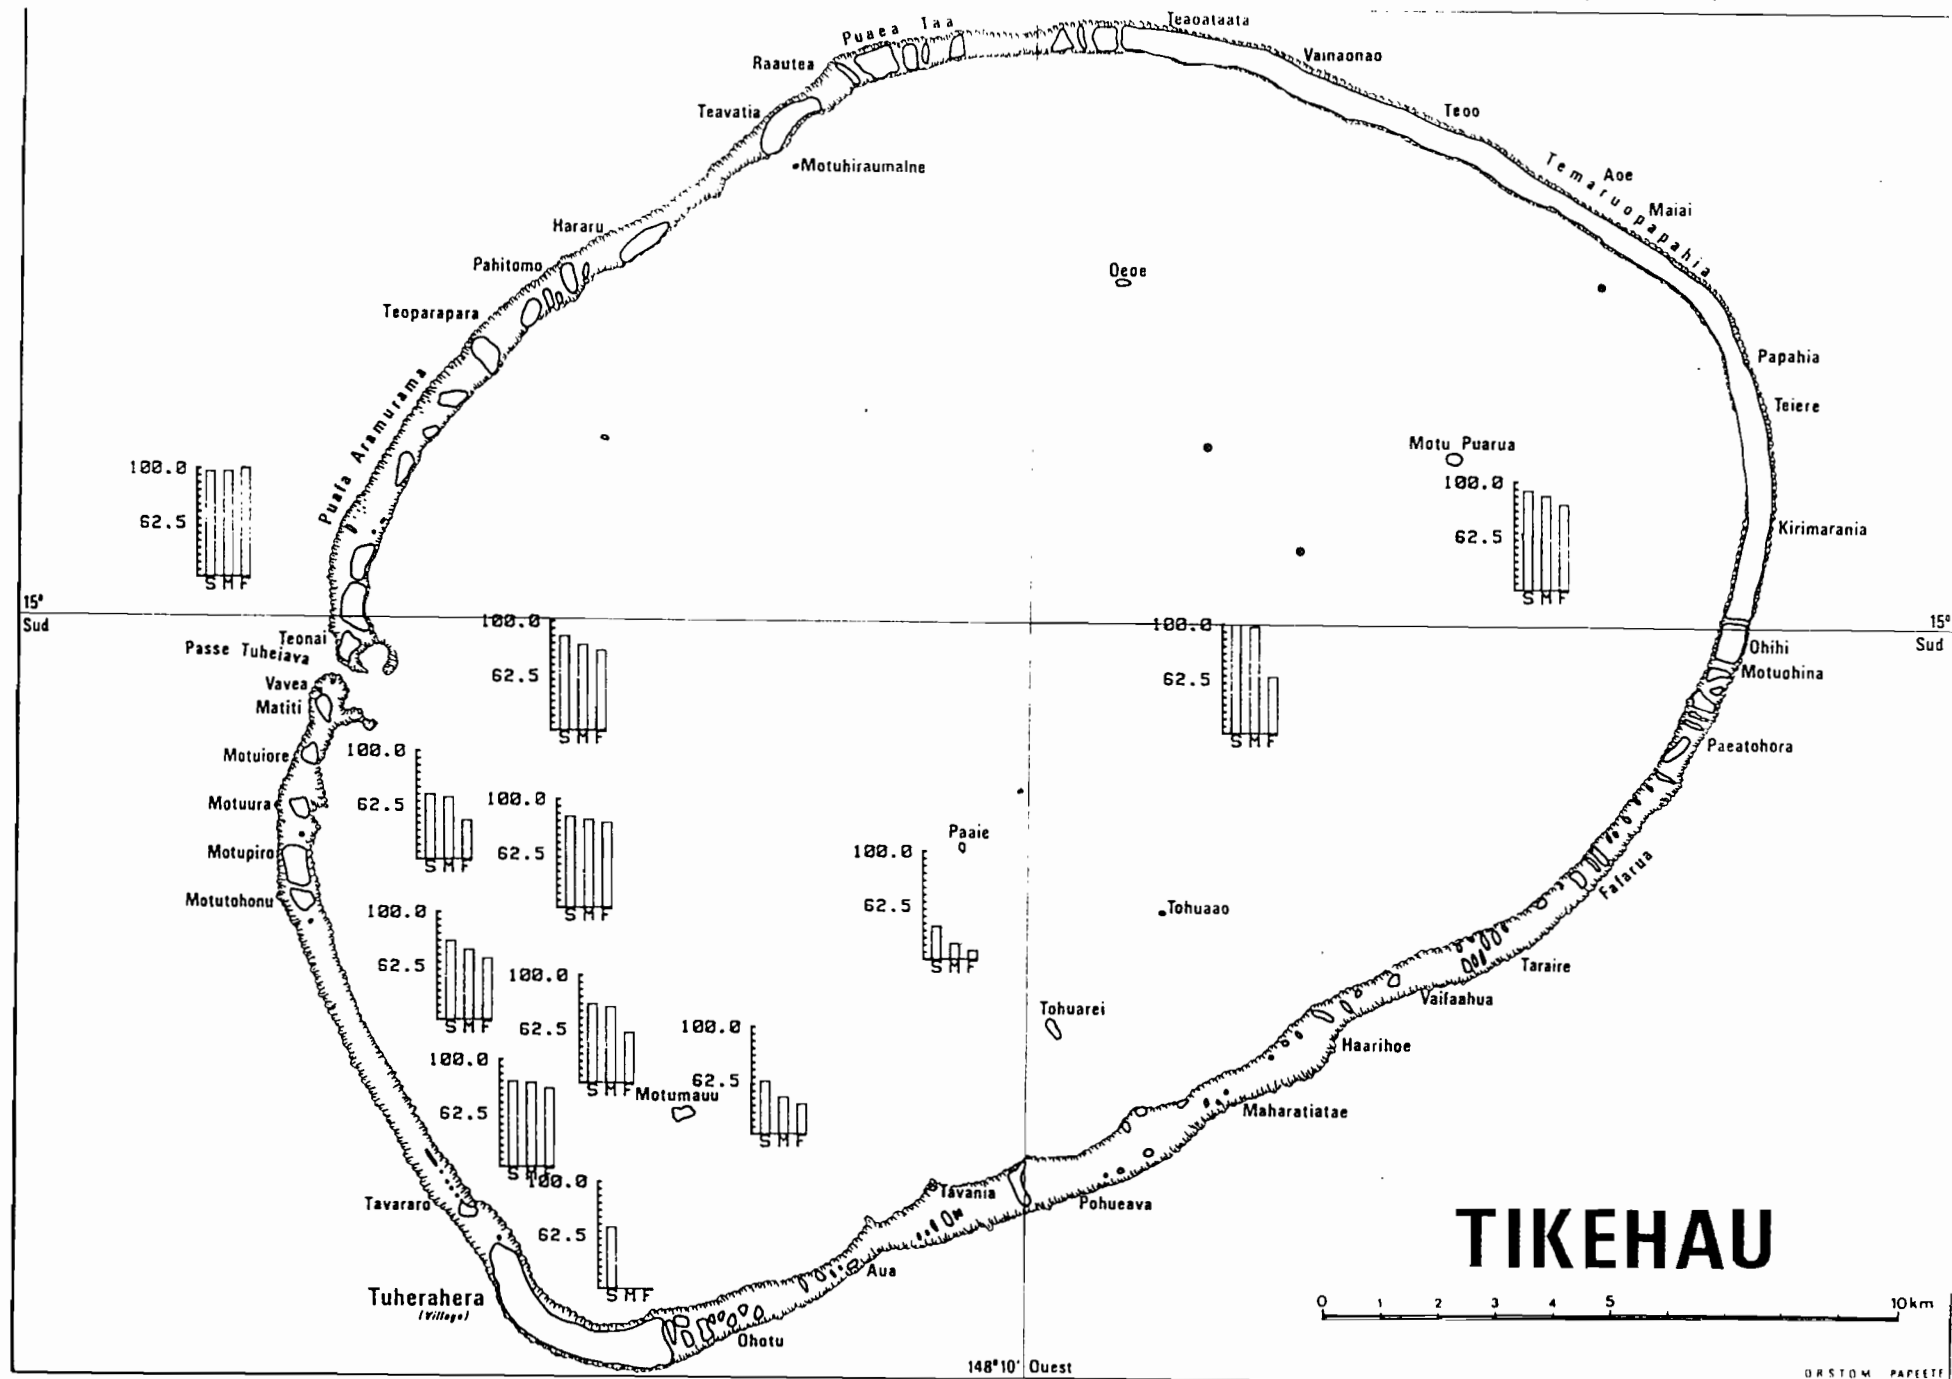 Teaoataata
Puaea Taa
Vainaonao
Raautea
Teavatia
Teoo
Motuhiraumaine
Aoe
Temaruopapahia
Maiai
Hararu
Pahitomo
Oeoe
Teoparapara
Papahia
Teiere
Puaia Aramurama
Motu Puarua
100.0
62.5
S M F
100.0
62.5
S M F
Kirimarania
15°
Sud
15°
Sud
Teonai
Passe Tuheiava
100.0
62.5
S M F
100.0
62.5
S M F
Ohihi
Motuohina
Vavea
Matiti
Motuiore
100.0
62.5
S M F
Paeatohora
Motuura
100.0
62.5
S M F
Motupiro
Paaie
100.0
62.5
S M F
Fafarua
Motutohonu
100.0
62.5
S M F
Tohuaao
Taraire
100.0
62.5
S M F
Vaifaahua
Tohuarei
100.0
62.5
S M F
Haarihoe
100.0
62.5
S M F
Motumauu
Maharatiatae
Tavararo
100.0
62.5
S M F
Tavania
Pohueava
TIKEHAU
Aua
Tuherahera
(Village)
0 1 2 3 4 5 10 km
Ohotu
148°10' Ouest
ORSTOM PAPEETE